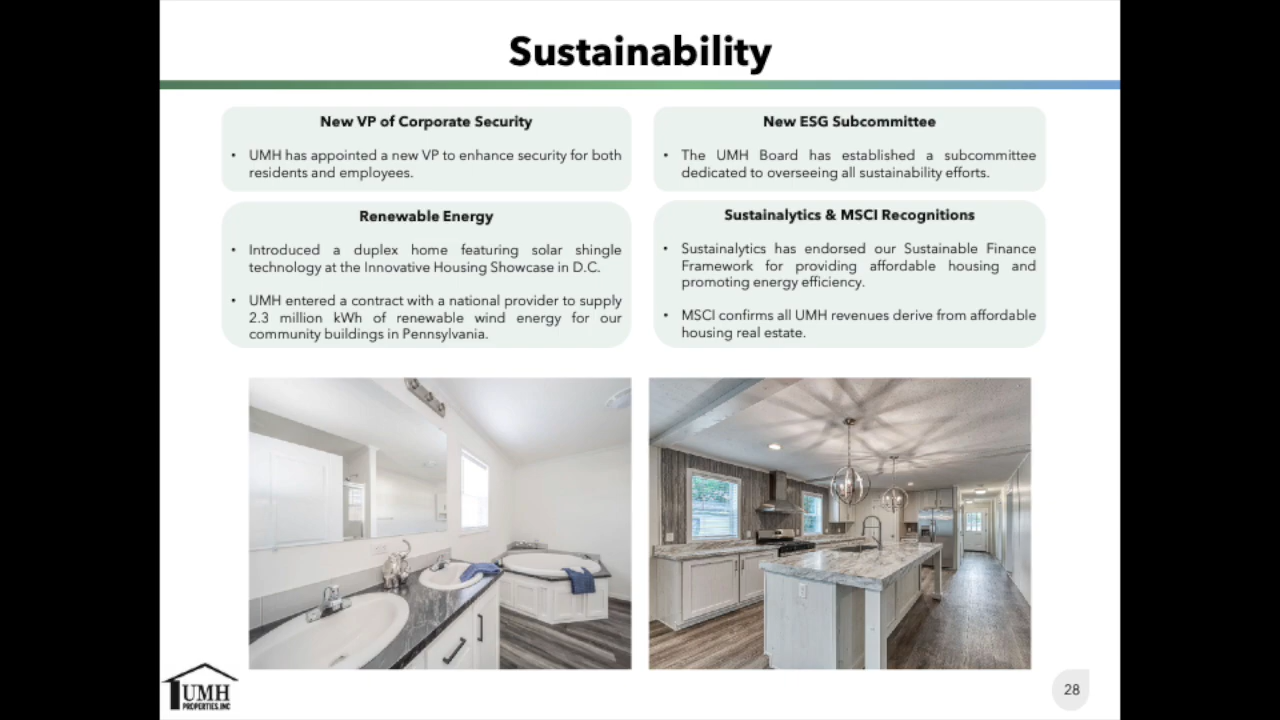 Sustainability
New VP of Corporate Security
• UMH has appointed a new VP to enhance security for both
residents and employees.
New ESG Subcommittee
• The UMH Board has established a subcommittee
dedicated to overseeing all sustainability efforts.
Renewable Energy
• Introduced a duplex home featuring solar shingle
technology at the Innovative Housing Showcase in D.C.
• UMH entered a contract with a national provider to supply
2.3 million kWh of renewable wind energy for our
community buildings in Pennsylvania.
Sustainalytics & MSCI Recognitions
• Sustainalytics has endorsed our Sustainable Finance
Framework for providing affordable housing and
promoting energy efficiency.
• MSCI confirms all UMH revenues derive from affordable
housing real estate.
UMH
PROPERTIES, INC
28